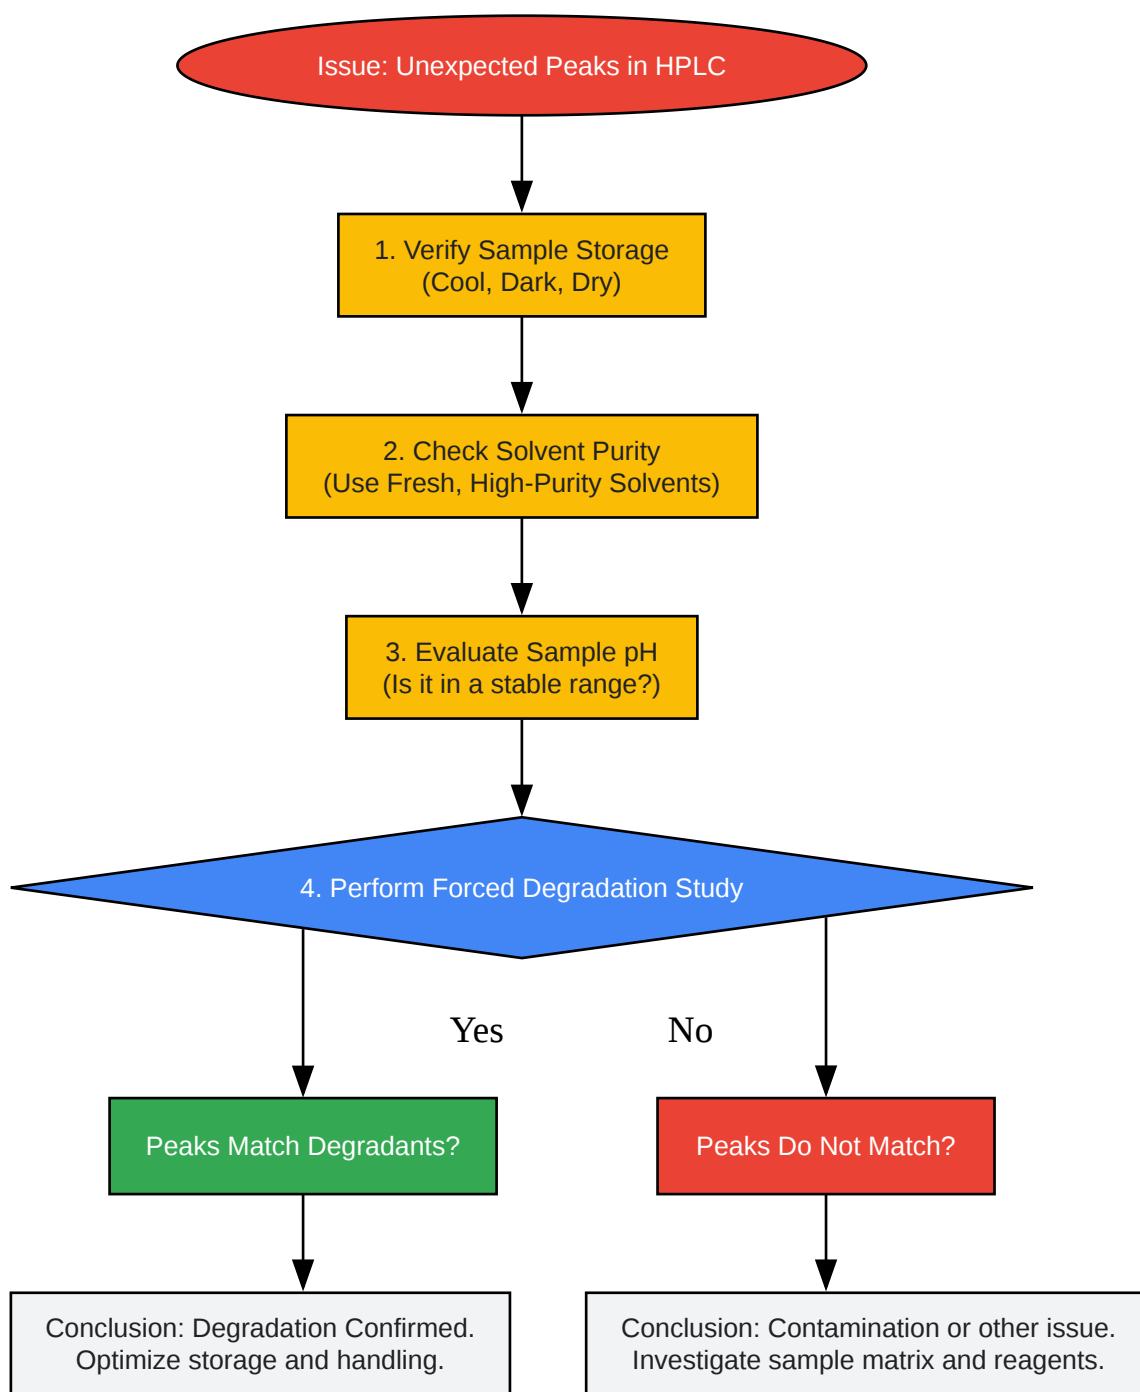 Issue: Unexpected Peaks in HPLC
1. Verify Sample Storage
(Cool, Dark, Dry)
2. Check Solvent Purity
(Use Fresh, High-Purity Solvents)
3. Evaluate Sample pH
(Is it in a stable range?)
4. Perform Forced Degradation Study
Yes
No
Peaks Match Degradants?
Peaks Do Not Match?
Conclusion: Degradation Confirmed.
Optimize storage and handling.
Conclusion: Contamination or other issue.
Investigate sample matrix and reagents.